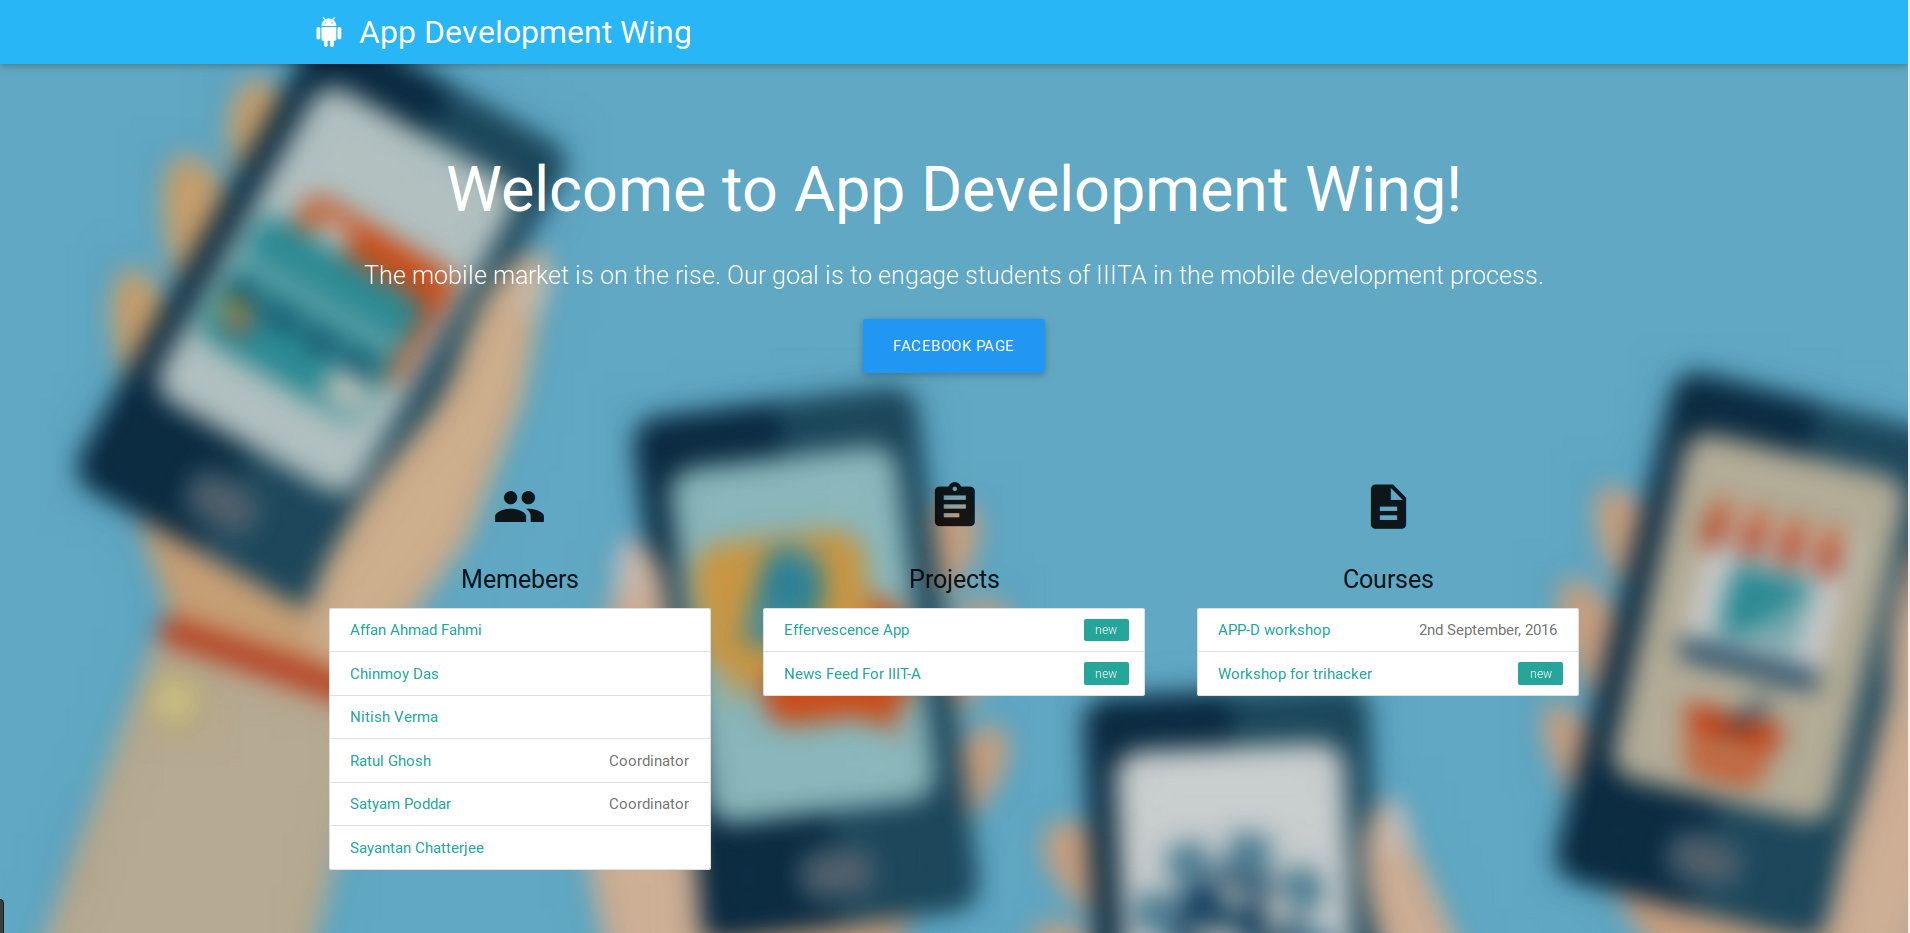 App Development Wing
Welcome to App Development Wing!
The mobile market is on the rise. Our goal is to engage students of IIITA in the mobile development process.
FACEBOOK PAGE
Memebers
Affan Ahmad Fahmi
Chinmoy Das
Nitish Verma
Ratul Ghosh Coordinator
Satyam Poddar Coordinator
Sayantan Chatterjee
Projects
Effervescence App new
News Feed For IIIT-A new
Courses
APP-D workshop 2nd September, 2016
Workshop for trihacker new